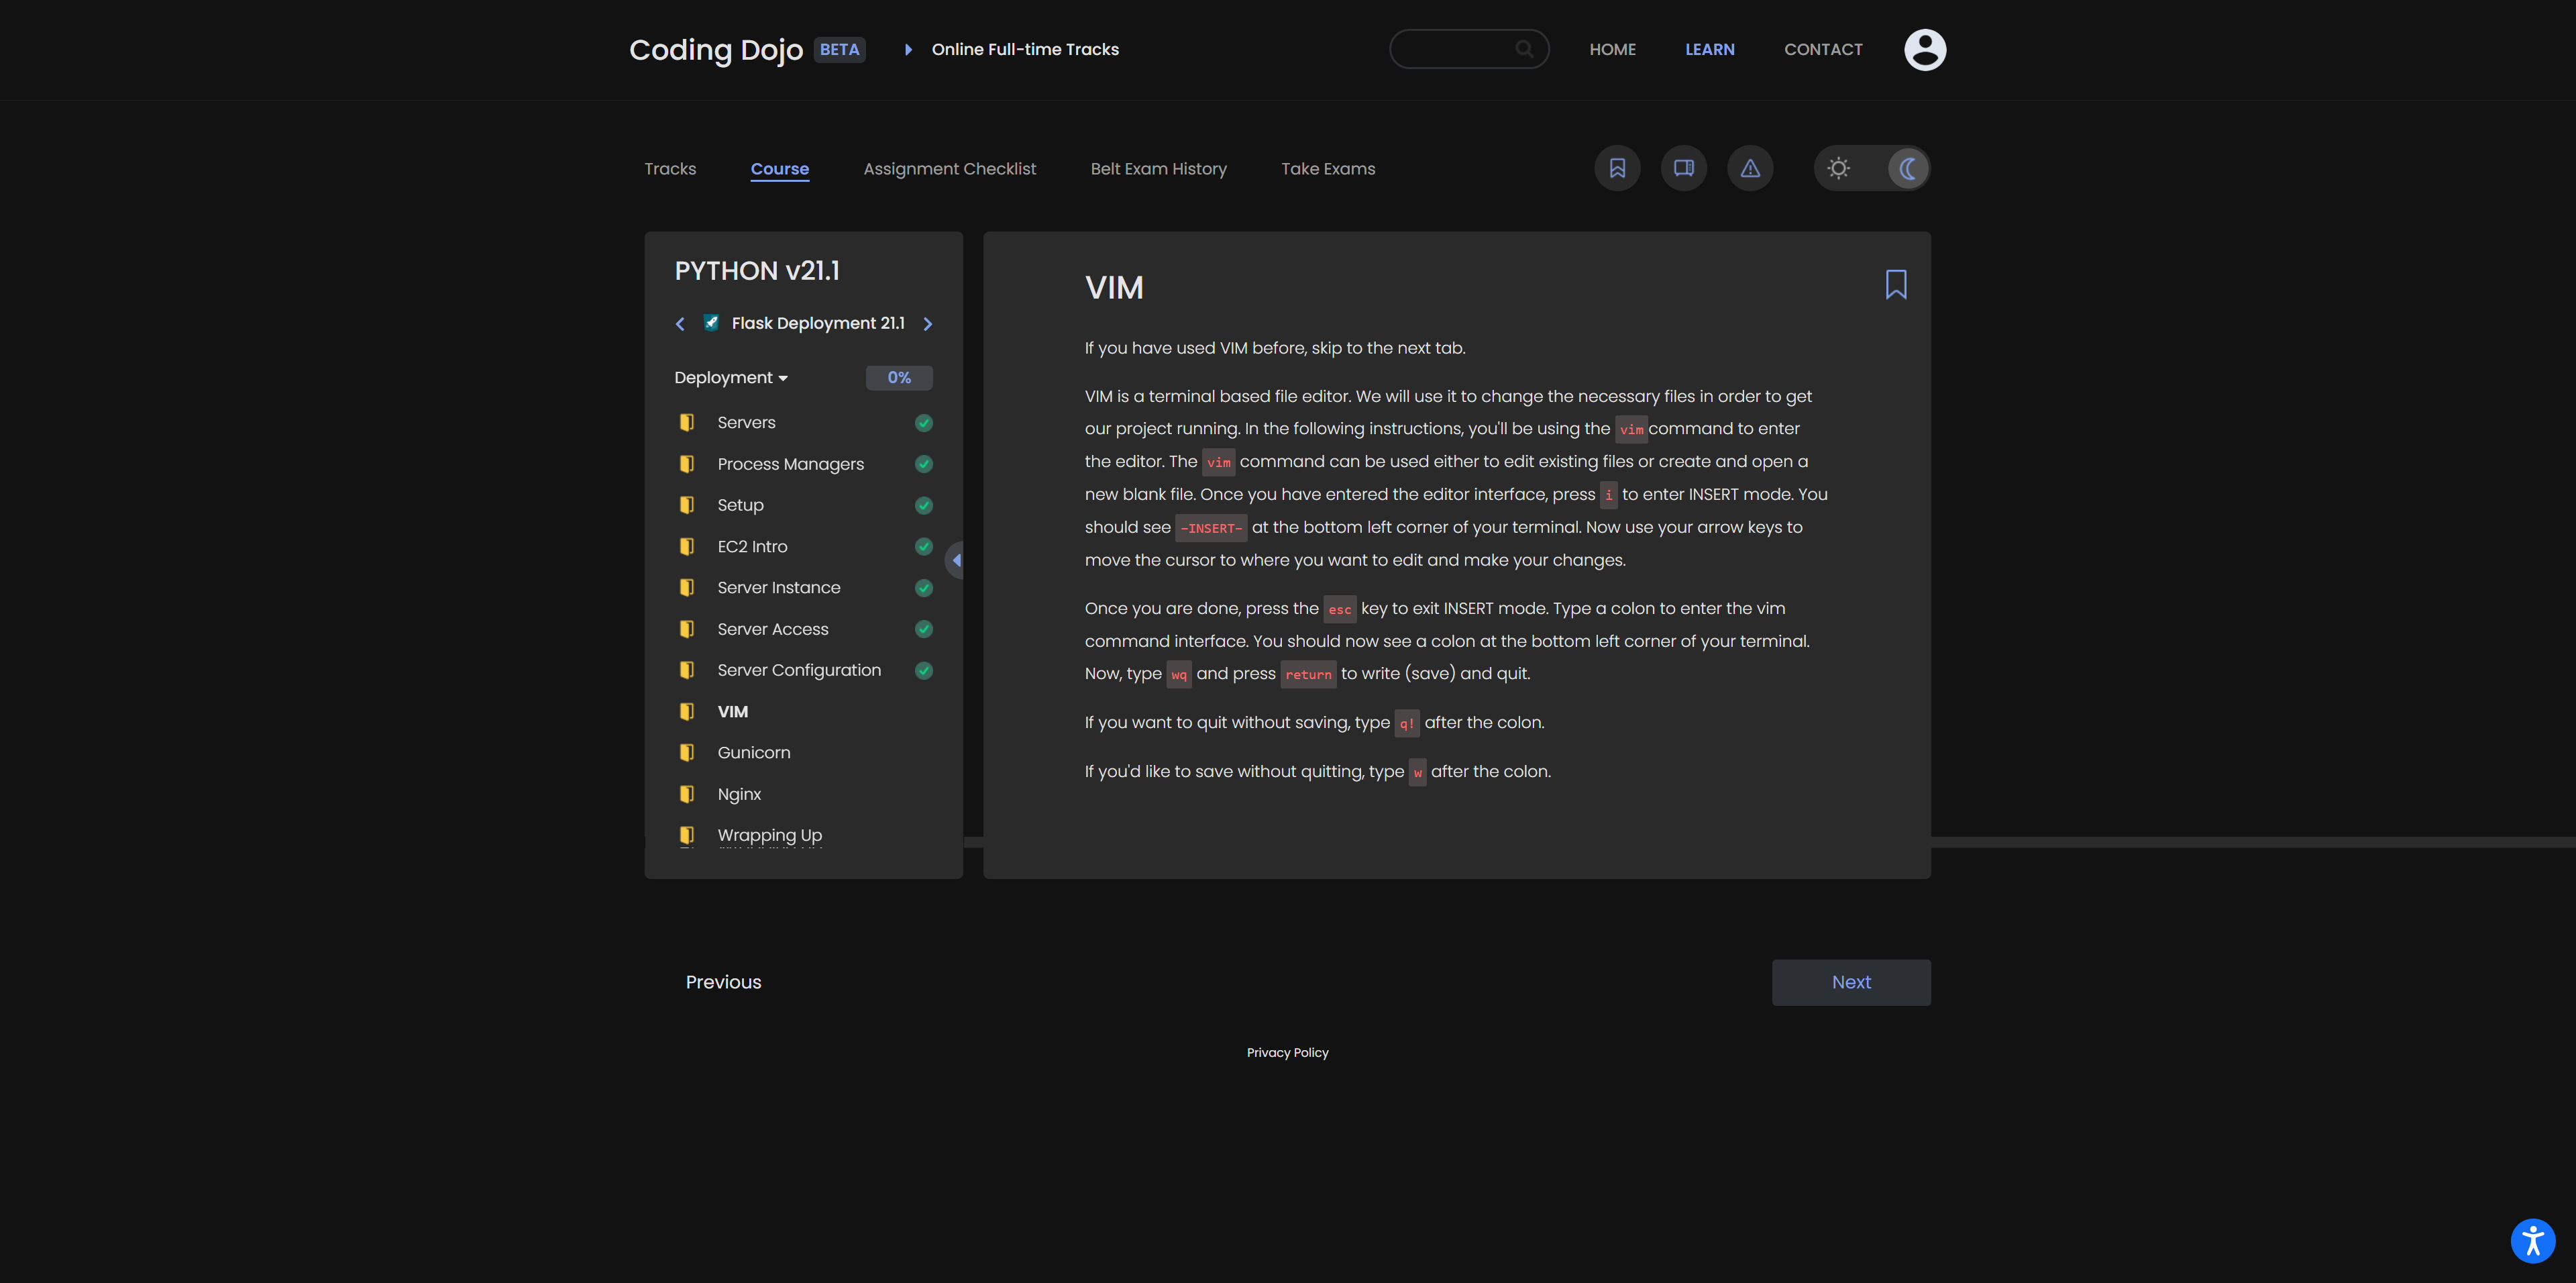 Coding Dojo BETA Online Full-time Tracks HOME LEARN CONTACT
Tracks Course Assignment Checklist Belt Exam History Take Exams
PYTHON v21.1
Flask Deployment 21.1
Deployment 0%
Servers
Process Managers
Setup
EC2 Intro
Server Instance
Server Access
Server Configuration
VIM
Gunicorn
Nginx
Wrapping Up
VIM
If you have used VIM before, skip to the next tab.
VIM is a terminal based file editor. We will use it to change the necessary files in order to get
our project running. In the following instructions, you'll be using the vim command to enter
the editor. The vim command can be used either to edit existing files or create and open a
new blank file. Once you have entered the editor interface, press i to enter INSERT mode. You
should see -INSERT- at the bottom left corner of your terminal. Now use your arrow keys to
move the cursor to where you want to edit and make your changes.
Once you are done, press the esc key to exit INSERT mode. Type a colon to enter the vim
command interface. You should now see a colon at the bottom left corner of your terminal.
Now, type wq and press return to write (save) and quit.
If you want to quit without saving, type q! after the colon.
If you'd like to save without quitting, type w after the colon.
Previous Next
Privacy Policy